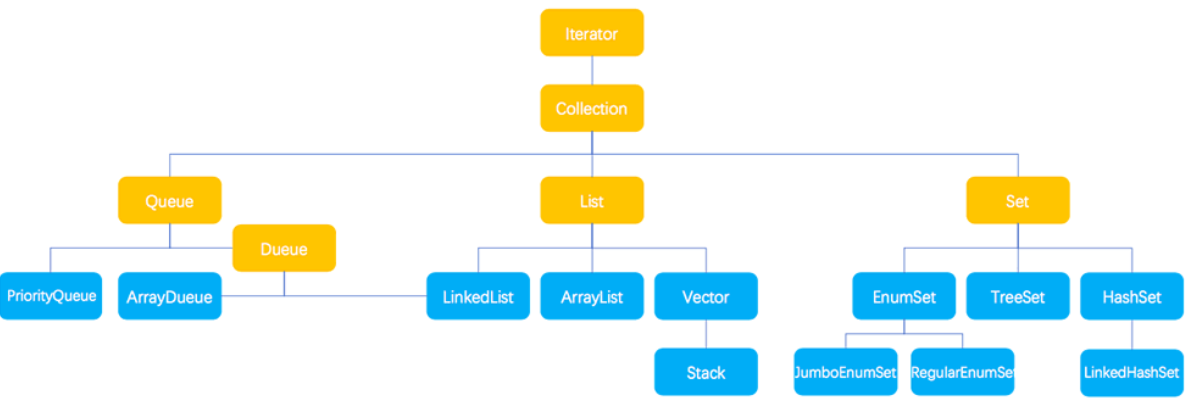 Iterator
Collection
Queue
List
Set
Dueue
PriorityQueue
ArrayDueue
LinkedList
ArrayList
Vector
EnumSet
TreeSet
HashSet
Stack
JumboEnumSet
RegularEnumSet
LinkedHashSet